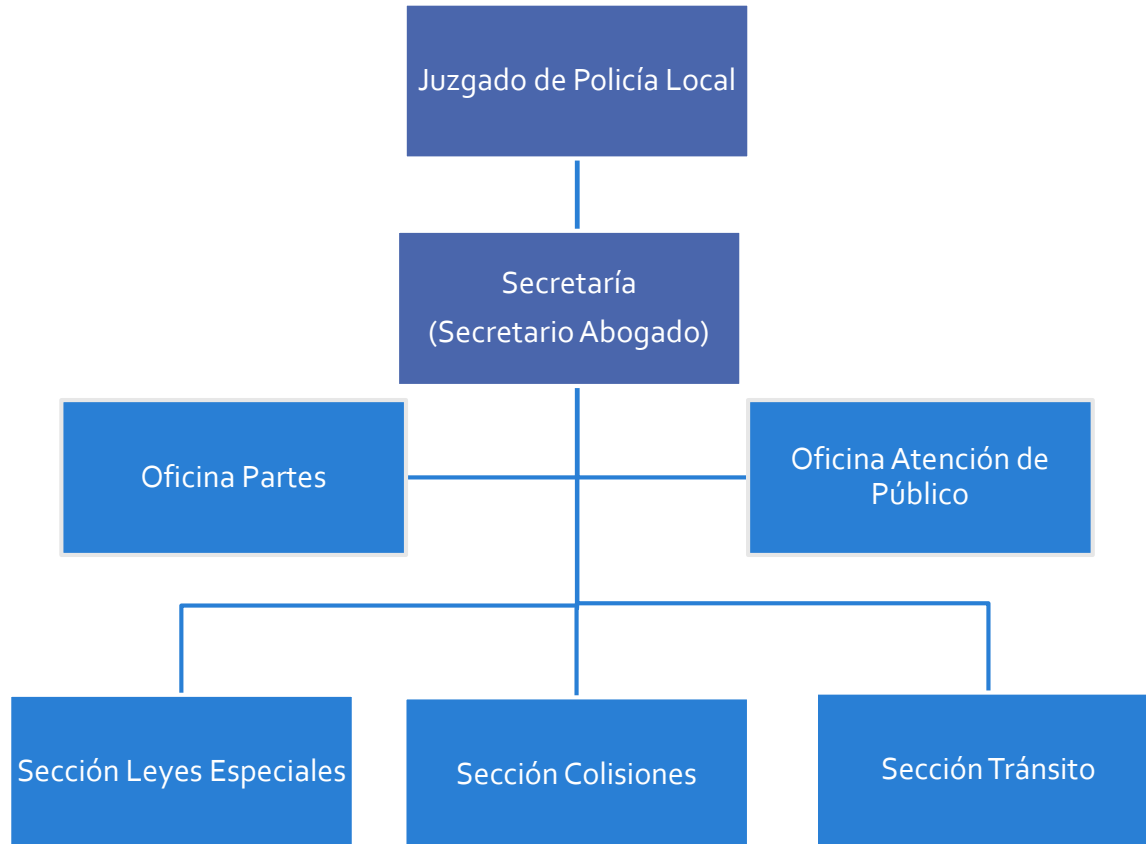 Juzgado de Policía Local
Secretaría
(Secretario Abogado)
Oficina Partes
Oficina Atención de
Público
Sección Leyes Especiales
Sección Colisiones
Sección Tránsito